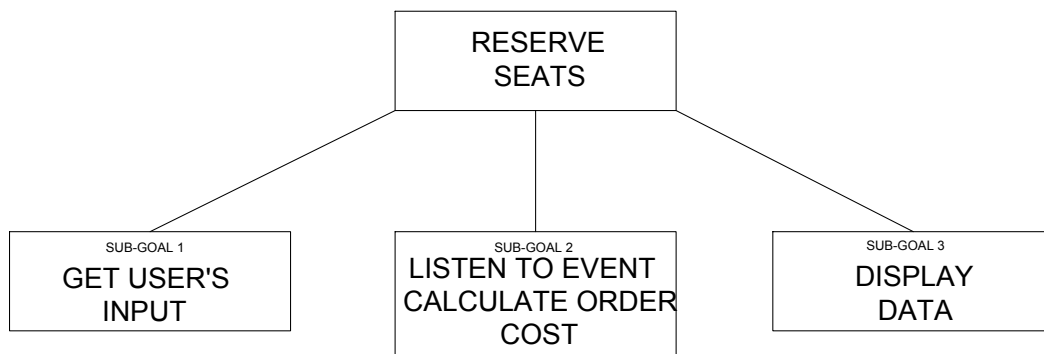 RESERVE
SEATS
SUB-GOAL 1
GET USER'S
INPUT
SUB-GOAL 2
LISTEN TO EVENT
CALCULATE ORDER
COST
SUB-GOAL 3
DISPLAY
DATA